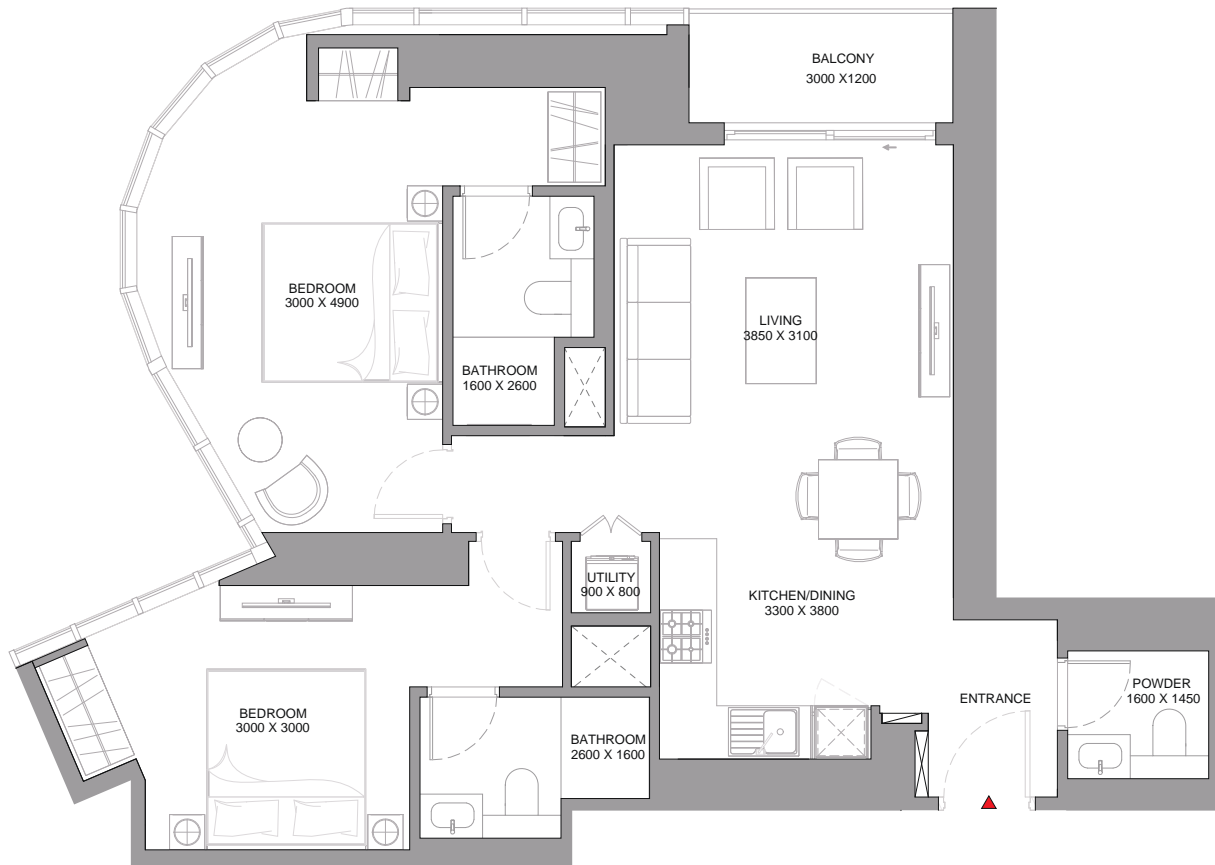 BALCONY
3000 X1200
BEDROOM
3000 X 4900
LIVING
3850 X 3100
BATHROOM
1600 X 2600
UTILITY
900 X 800
KITCHEN/DINING
3300 X 3800
ENTRANCE
POWDER
1600 X 1450
BEDROOM
3000 X 3000
BATHROOM
2600 X 1600